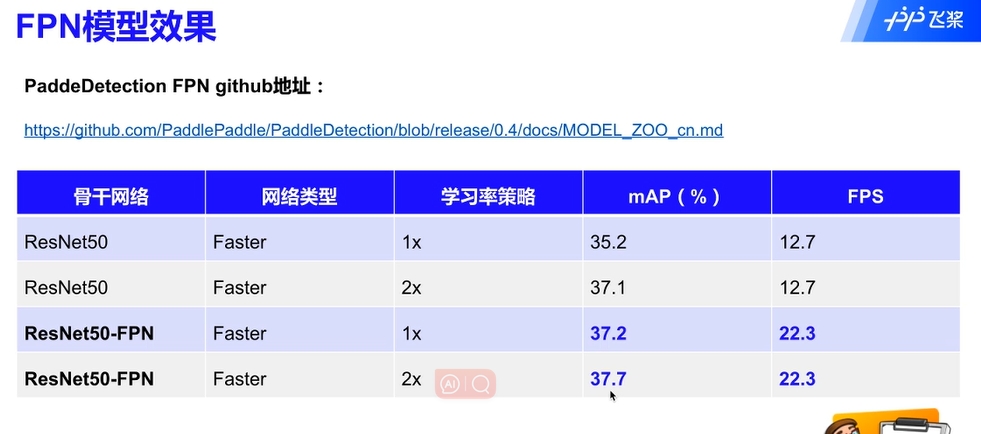 FPN模型效果
飞桨
PaddeDetection FPN github地址：
https://github.com/PaddlePaddle/PaddleDetection/blob/release/0.4/docs/MODEL_ZOO_cn.md
骨干网络 网络类型 学习率策略 mAP（%） FPS
ResNet50 Faster 1x 35.2 12.7
ResNet50 Faster 2x 37.1 12.7
ResNet50-FPN Faster 1x 37.2 22.3
ResNet50-FPN Faster 2x 37.7 22.3
AI